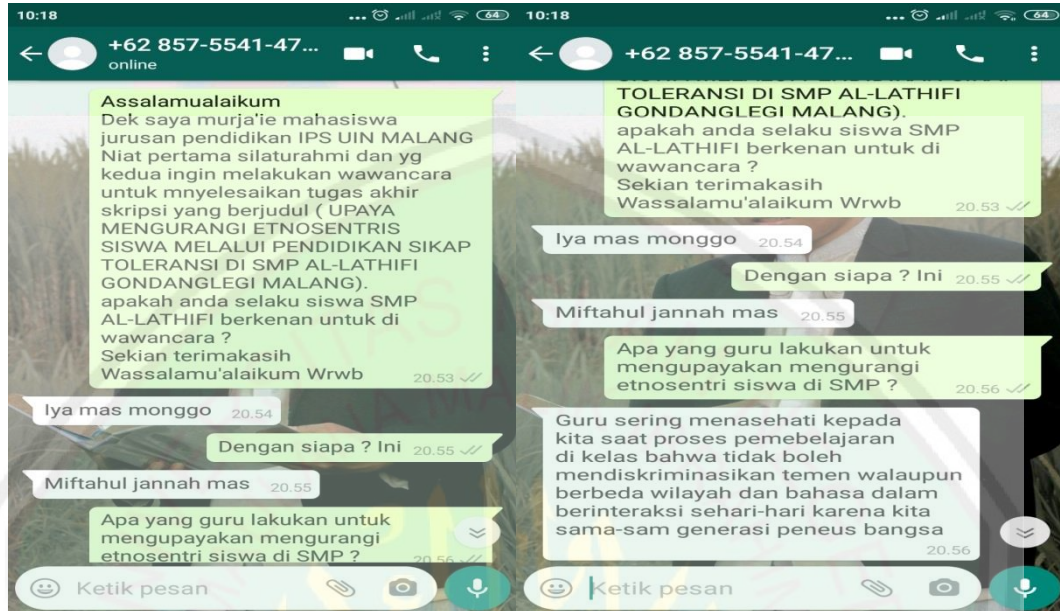 10:18
64
+62 857-5541-47...
online
Assalamualaikum
Dek saya murja'ie mahasiswa
jurusan pendidikan IPS UIN MALANG
Niat pertama silaturahmi dan yg
kedua ingin melakukan wawancara
untuk mnyelesaikan tugas akhir
skripsi yang berjudul ( UPAYA
MENGURANGI ETNOSENTRIS
SISWA MELALUI PENDIDIKAN SIKAP
TOLERANSI DI SMP AL-LATHIFI
GONDANGLEGI MALANG).
apakah anda selaku siswa SMP
AL-LATHIFI berkenan untuk di
wawancara ?
Sekian terimakasih
Wassalamu'alaikum Wrwb 20.53
Iya mas monggo 20.54
Dengan siapa ? Ini 20.55
Miftahul jannah mas 20.55
Apa yang guru lakukan untuk
mengupayakan mengurangi
etnosentri siswa di SMP ? 20.56
Ketik pesan
10:18
64
+62 857-5541-47...
TOLERANSI DI SMP AL-LATHIFI
GONDANGLEGI MALANG).
apakah anda selaku siswa SMP
AL-LATHIFI berkenan untuk di
wawancara ?
Sekian terimakasih
Wassalamu'alaikum Wrwb 20.53
Iya mas monggo 20.54
Dengan siapa ? Ini 20.55
Miftahul jannah mas 20.55
Apa yang guru lakukan untuk
mengupayakan mengurangi
etnosentri siswa di SMP ? 20.56
Guru sering menasehati kepada
kita saat proses pemebelajaran
di kelas bahwa tidak boleh
mendiskriminasikan temen walaupun
berbeda wilayah dan bahasa dalam
berinteraksi sehari-hari karena kita
sama-sam generasi peneus bangsa
20.56
Ketik pesan